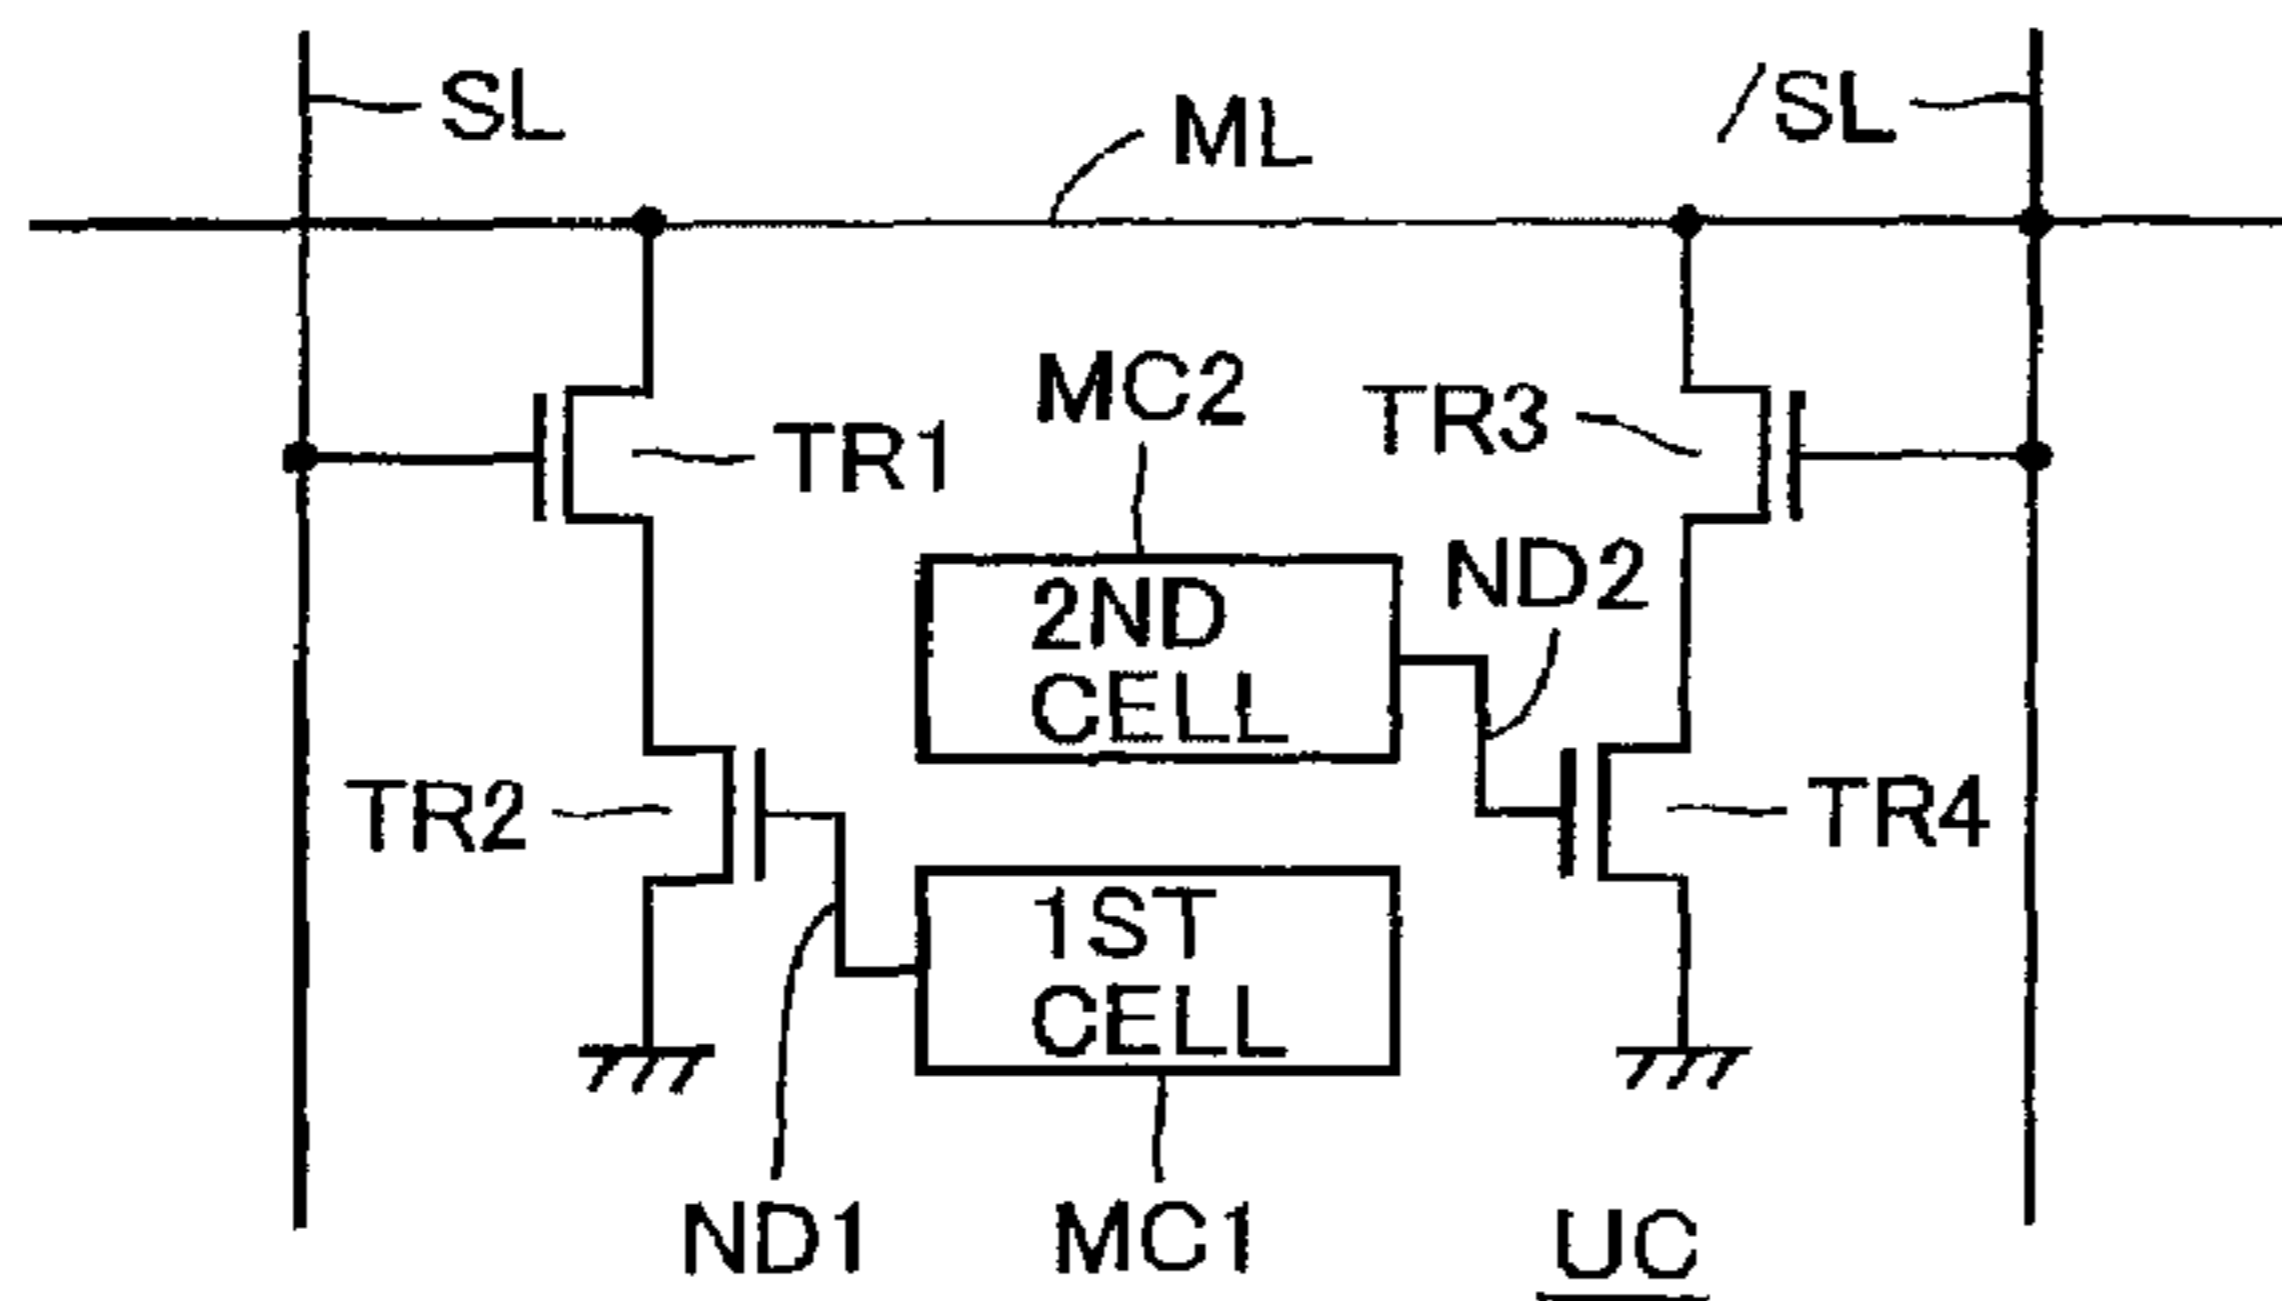 SL
ML
/SL
MC2
TR3
TR1
ND2
2ND
CELL
TR2
TR4
1ST
CELL
ND1
MC1
UC